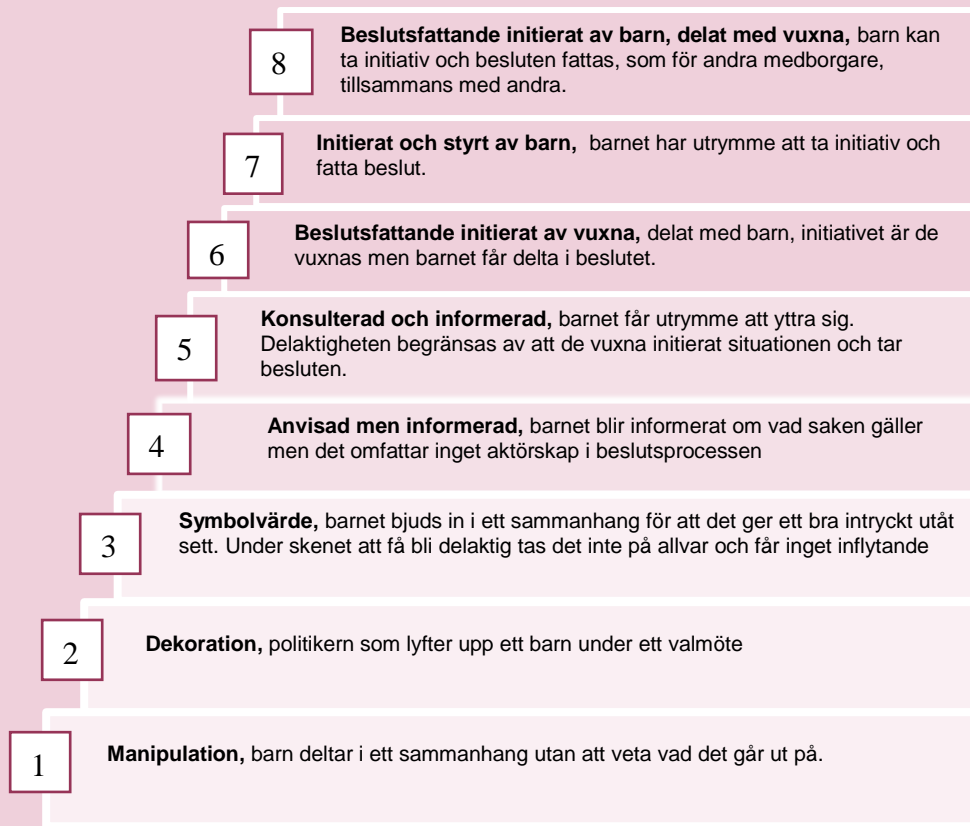 8
Beslutsfattande initierat av barn, delat med vuxna, barn kan
ta initiativ och besluten fattas, som för andra medborgare,
tillsammans med andra.
7
Initierat och styrt av barn, barnet har utrymme att ta initiativ och
fatta beslut.
6
Beslutsfattande initierat av vuxna, delat med barn, initiativet är de
vuxnas men barnet får delta i beslutet.
5
Konsulterad och informerad, barnet får utrymme att yttra sig.
Delaktigheten begränsas av att de vuxna initierat situationen och tar
besluten.
4
Anvisad men informerad, barnet blir informerat om vad saken gäller
men det omfattar inget aktörskap i beslutsprocessen
3
Symbolvärde, barnet bjuds in i ett sammanhang för att det ger ett bra intryckt utåt
sett. Under skenet att få bli delaktig tas det inte på allvar och får inget inflytande
2
Dekoration, politikern som lyfter upp ett barn under ett valmöte
1
Manipulation, barn deltar i ett sammanhang utan att veta vad det går ut på.